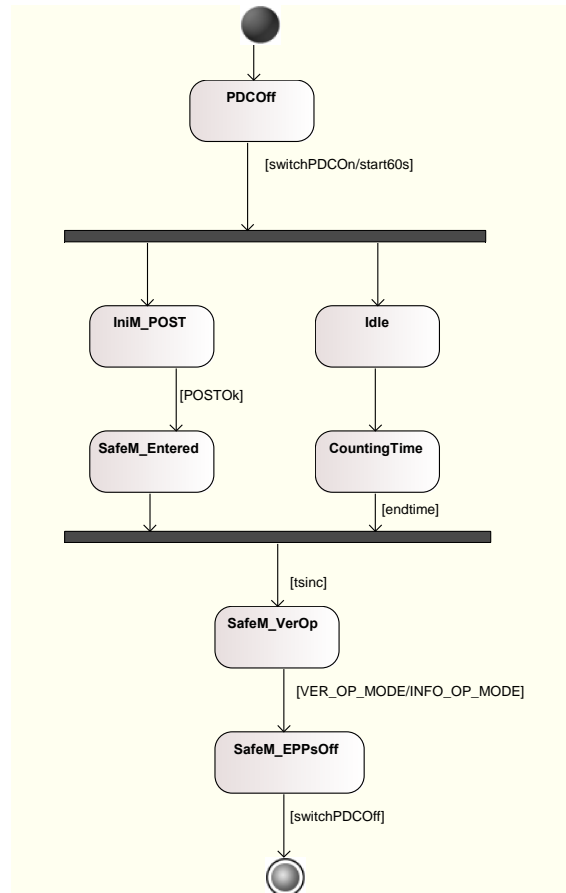 PDCOff
[switchPDCOn/start60s]
IniM_POST
Idle
[POSTOk]
SafeM_Entered
CountingTime
[endtime]
[tsinc]
SafeM_VerOp
[VER_OP_MODE/INFO_OP_MODE]
SafeM_EPPsOff
[switchPDCOff]